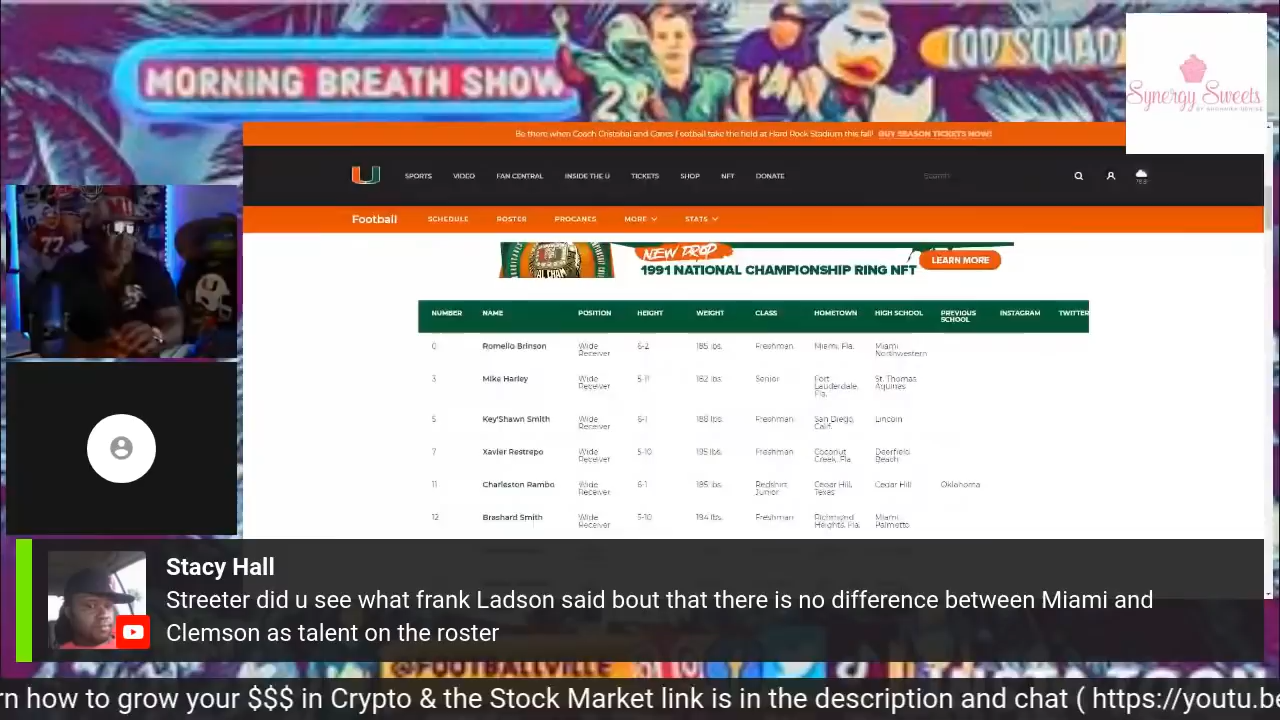 MORNING BREATH SHOW
TOD SQUAD
Synergy Sweets
Be there when Coach Cristobal and Canes Football take the field at Hard Rock Stadium this fall! BUY SEASON TICKETS NOW!
SPORTS VIDEO FAN CENTRAL INSIDE THE U TICKETS SHOP NFT DONATE Search
Football SCHEDULE ROSTER PROCANES MORE STATS
NEW DROP
1991 NATIONAL CHAMPIONSHIP RING NFT LEARN MORE
NUMBER NAME POSITION HEIGHT WEIGHT CLASS HOMETOWN HIGH SCHOOL PREVIOUS SCHOOL INSTAGRAM TWITTER
0 Romello Brinson Wide Receiver 6-2 185 lbs. Freshman Miami, Fla. Miami Northwestern
3 Mike Harley Wide Receiver 5-11 182 lbs. Senior Fort Lauderdale, Fla. St. Thomas Aquinas
5 Key'Shawn Smith Wide Receiver 6-1 186 lbs. Freshman San Diego, Calif. Lincoln
7 Xavier Restrepo Wide Receiver 5-10 195 lbs. Freshman Coconut Creek, Fla. Deerfield Beach
11 Charleston Rambo Wide Receiver 6-1 185 lbs. Redshirt Junior Cedar Hill, Texas Cedar Hill Oklahoma
12 Brashard Smith Wide Receiver 5-10 194 lbs. Freshman Richmond Heights, Fla. Miami Palmetto
77
Stacy Hall
Streeter did u see what frank Ladson said bout that there is no difference between Miami and
Clemson as talent on the roster
@FOOTBALLVILLE
rn how to grow your $$$ in Crypto & the Stock Market link is in the description and chat ( https://youtu.be